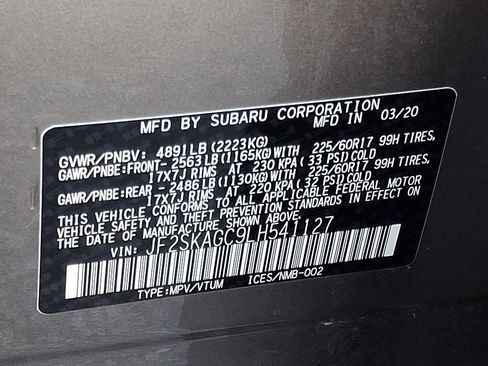 MFD BY SUBARU CORPORATION
MFD IN 03/20
GVWR/PNBV: 4891LB(2223KG)
GAWR/PNBE:FRONT-2563LB(1165KG)WITH 225/60R17 99H TIRES,
17X7J RIMS AT 230 KPA(33 PSI)COLD
GAWR/PNBE:REAR -2486LB(1130KG)WITH 225/60R17 99H TIRES,
17X7J RIMS AT 220 KPA(32 PSI)COLD
THIS VEHICLE CONFORMS TO ALL APPLICABLE FEDERAL MOTOR
VEHICLE SAFETY AND THEFT PREVENTION STANDARDS IN EFFECT ON
THE DATE OF MANUFACTURE SHOWN ABOVE.
VIN: JF2SKAGC9LH541127
TYPE:MPV/VTUM ICES/NMB-002